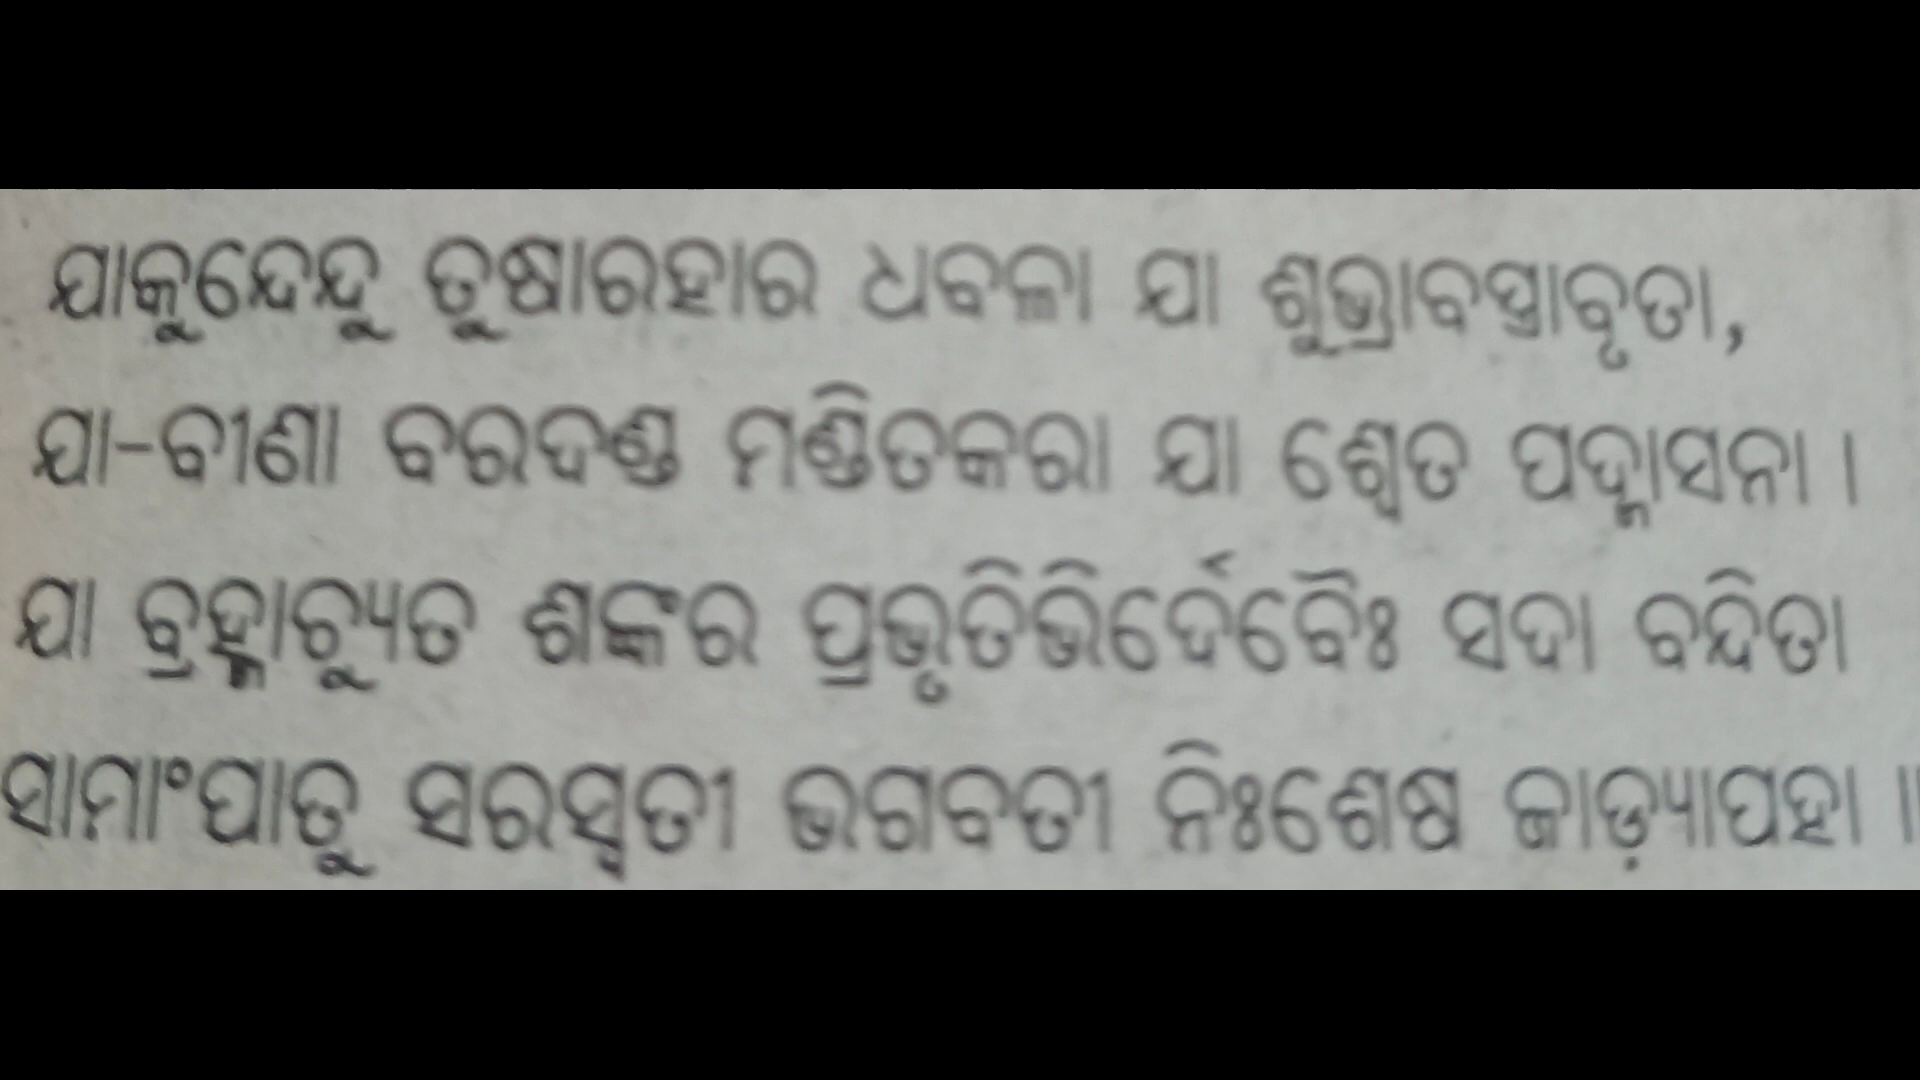 ଯାକୁନ୍ଦେନ୍ଦୁ ତୁଷାରହାର ଧବଳା ଯା ଶୁଭ୍ରାବସ୍ତ୍ରାବୃତା,
ଯା-ବୀଣା ବରଦଣ୍ଡ ମଣ୍ଡିତକରା ଯା ଶ୍ୱେତ ପଦ୍ମାସନା ।
ଯା ବ୍ରହ୍ମାଚ୍ୟୁତ ଶଙ୍କର ପ୍ରଭୃତିଭିର୍ଦେବୈଃ ସଦା ବନ୍ଦିତା
ସାମାଂପାତୁ ସରସ୍ୱତୀ ଭଗବତୀ ନିଃଶେଷ ଜାଡ଼୍ୟାପହା ॥